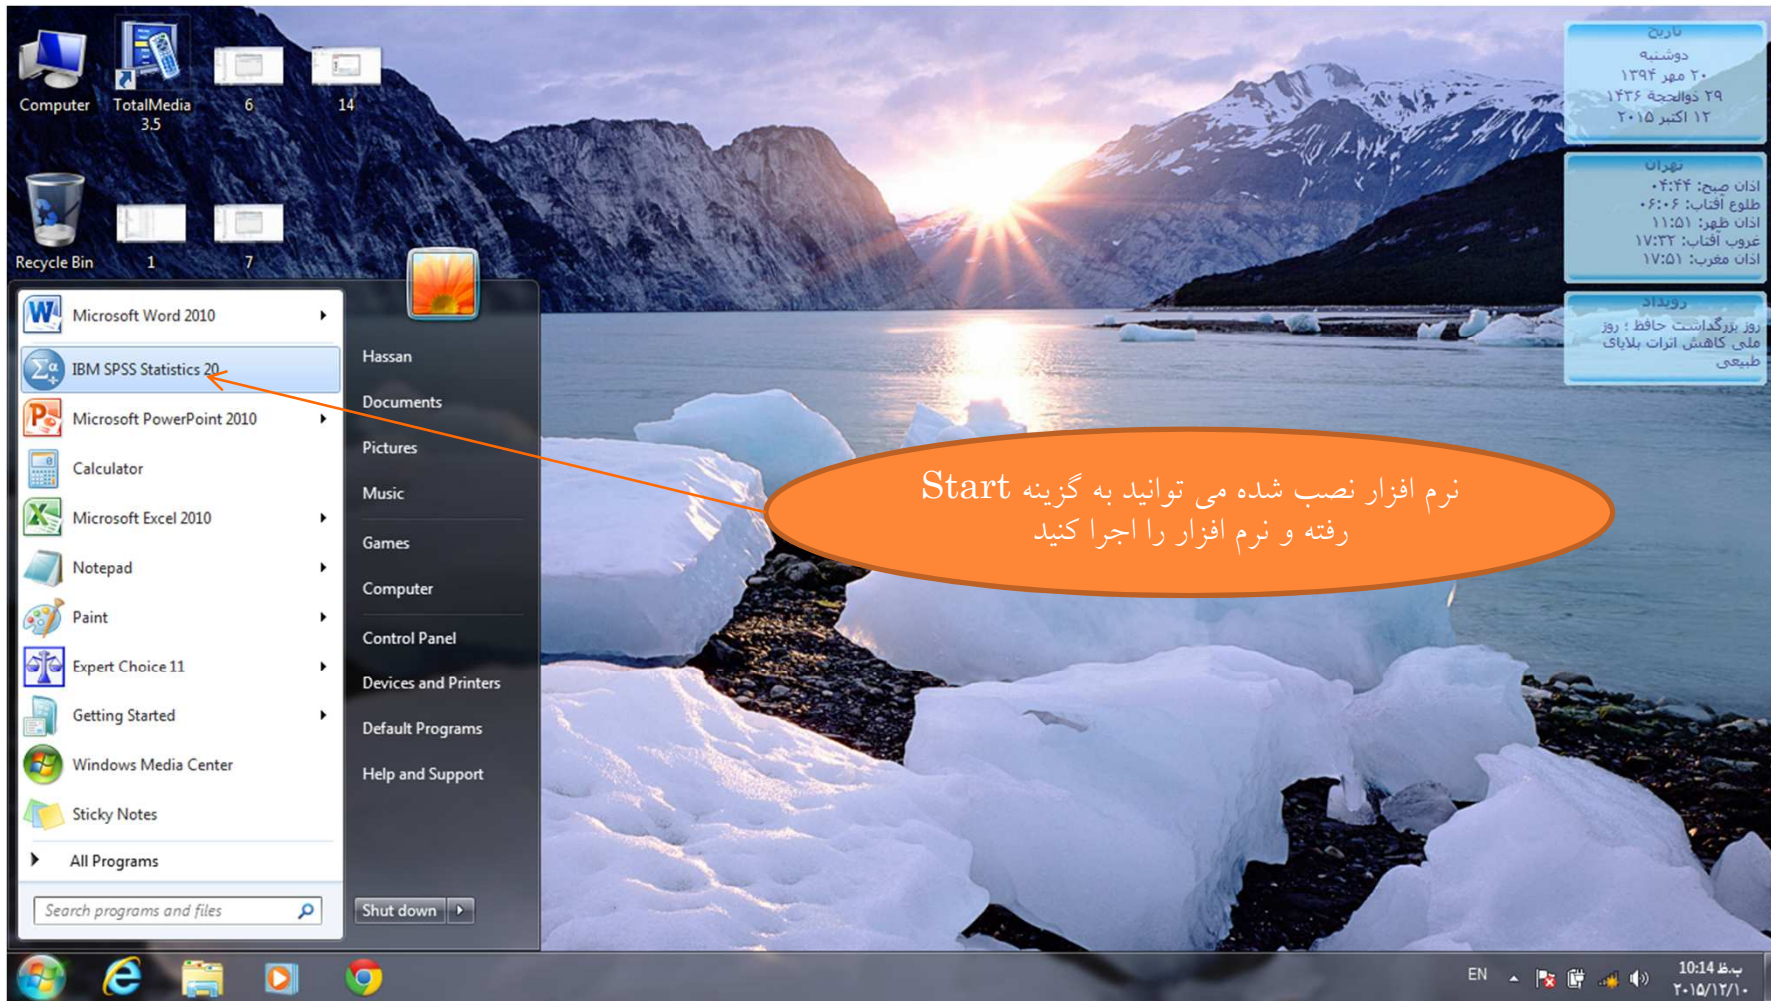 Computer
TotalMedia
3.5
6
14
Recycle Bin
1
7
Microsoft Word 2010
IBM SPSS Statistics 20
Microsoft PowerPoint 2010
Calculator
Microsoft Excel 2010
Notepad
Paint
Expert Choice 11
Getting Started
Windows Media Center
Sticky Notes
All Programs
Search programs and files
Hassan
Documents
Pictures
Music
Games
Computer
Control Panel
Devices and Printers
Default Programs
Help and Support
Shut down
نرم افزار نصب شده می توانید به گزینه Start
رفته و نرم افزار را اجرا کنید
تاریخ
دوشنبه
۲۰ مهر ۱۳۹۴
۲۹ ذوالحجة ۱۴۳۶
۱۲ اکتبر ۲۰۱۵
تهران
اذان صبح: ۰۴:۴۴
طلوع آفتاب: ۰۶:۰۶
اذان ظهر: ۱۱:۵۱
غروب آفتاب: ۱۷:۳۲
اذان مغرب: ۱۷:۵۱
رویداد
روز بزرگداشت حافظ ؛ روز
ملی کاهش اثرات بلایای
طبیعی
EN
10:14 ب.ظ
۲۰۱۵/۱۲/۱۰